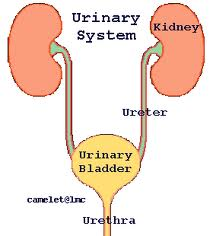 Urinary
System
Kidney
Ureter
Urinary
Bladder
camelet@lmc
Urethra